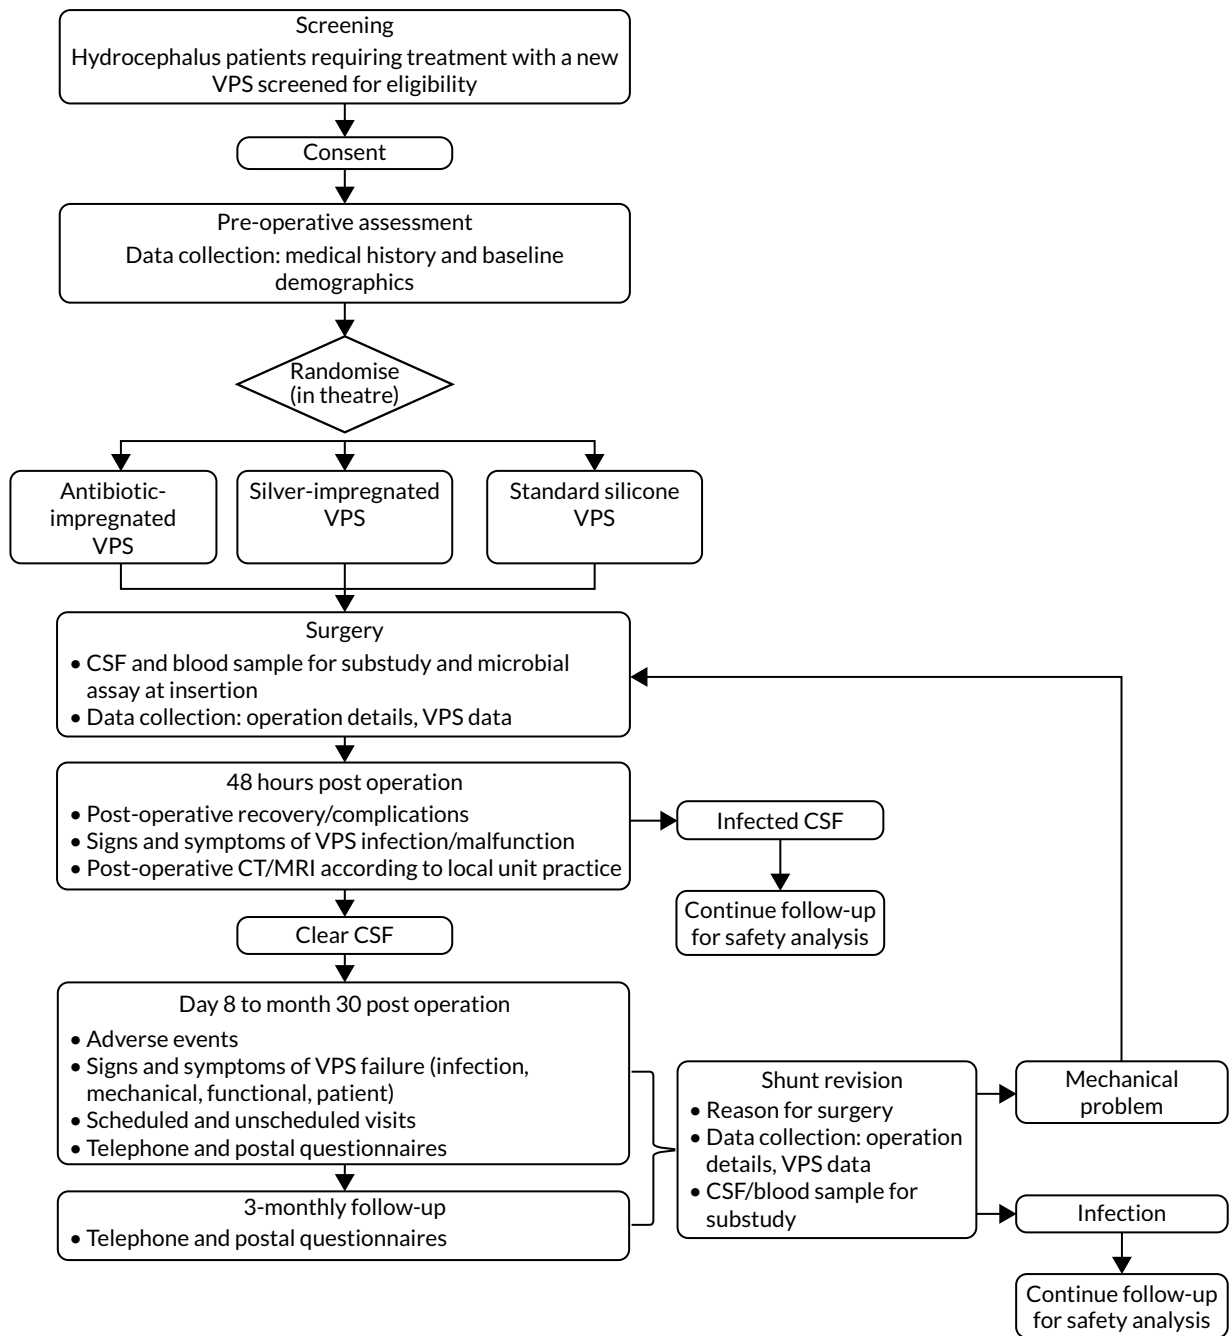 Screening
Hydrocephalus patients requiring treatment with a new
VPS screened for eligibility
Consent
Pre-operative assessment
Data collection: medical history and baseline
demographics
Randomise
(in theatre)
Antibiotic-
impregnated
VPS
Silver-impregnated
VPS
Standard silicone
VPS
Surgery
• CSF and blood sample for substudy and microbial
assay at insertion
• Data collection: operation details, VPS data
48 hours post operation
• Post-operative recovery/complications
• Signs and symptoms of VPS infection/malfunction
• Post-operative CT/MRI according to local unit practice
Infected CSF
Continue follow-up
for safety analysis
Clear CSF
Day 8 to month 30 post operation
• Adverse events
• Signs and symptoms of VPS failure (infection,
mechanical, functional, patient)
• Scheduled and unscheduled visits
• Telephone and postal questionnaires
3-monthly follow-up
• Telephone and postal questionnaires
Shunt revision
• Reason for surgery
• Data collection: operation
details, VPS data
• CSF/blood sample for
substudy
Mechanical
problem
Infection
Continue follow-up
for safety analysis